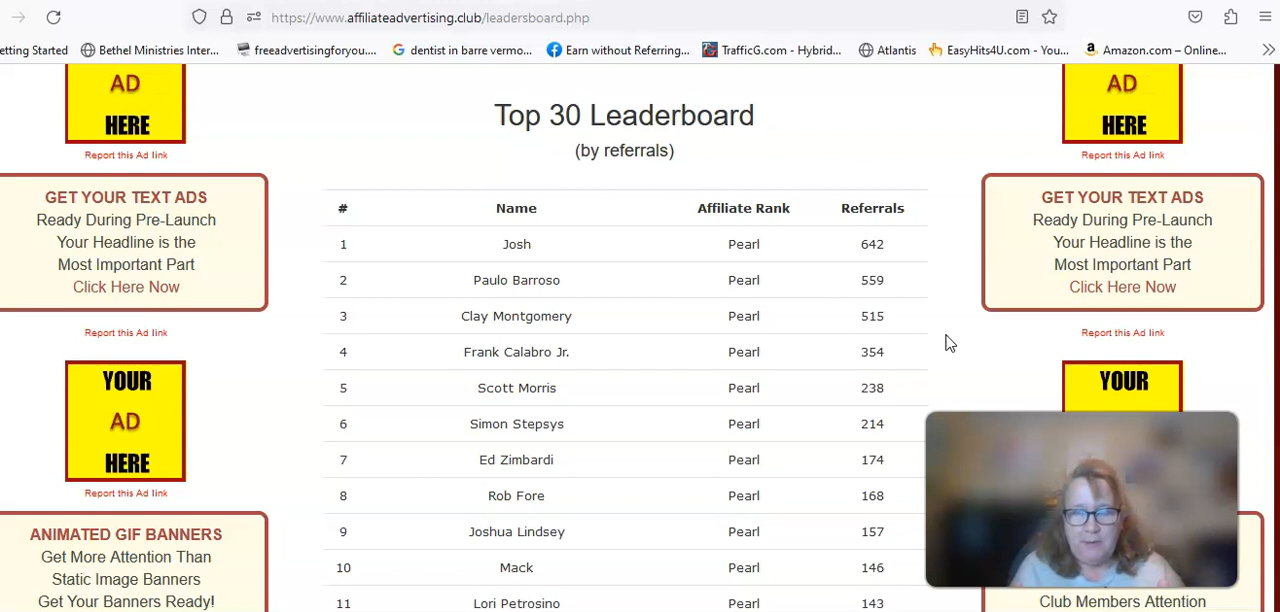 https://www.affiliateadvertising.club/leadersboard.php
etting Started
Bethel Ministries Inter...
freeadvertisingforyou....
dentist in barre vermo...
Earn without Referring...
TrafficG.com - Hybrid...
Atlantis
EasyHits4U.com - You...
Amazon.com – Online...
AD
HERE
Report this Ad link
GET YOUR TEXT ADS
Ready During Pre-Launch
Your Headline is the
Most Important Part
Click Here Now
Report this Ad link
YOUR
AD
HERE
Report this Ad link
ANIMATED GIF BANNERS
Get More Attention Than
Static Image Banners
Get Your Banners Ready!
Top 30 Leaderboard
(by referrals)
# Name Affiliate Rank Referrals
1 Josh Pearl 642
2 Paulo Barroso Pearl 559
3 Clay Montgomery Pearl 515
4 Frank Calabro Jr. Pearl 354
5 Scott Morris Pearl 238
6 Simon Stepsys Pearl 214
7 Ed Zimbardi Pearl 174
8 Rob Fore Pearl 168
9 Joshua Lindsey Pearl 157
10 Mack Pearl 146
11 Lori Petrosino Pearl 143
AD
HERE
Report this Ad link
GET YOUR TEXT ADS
Ready During Pre-Launch
Your Headline is the
Most Important Part
Click Here Now
Report this Ad link
YOUR
Club Members Attention